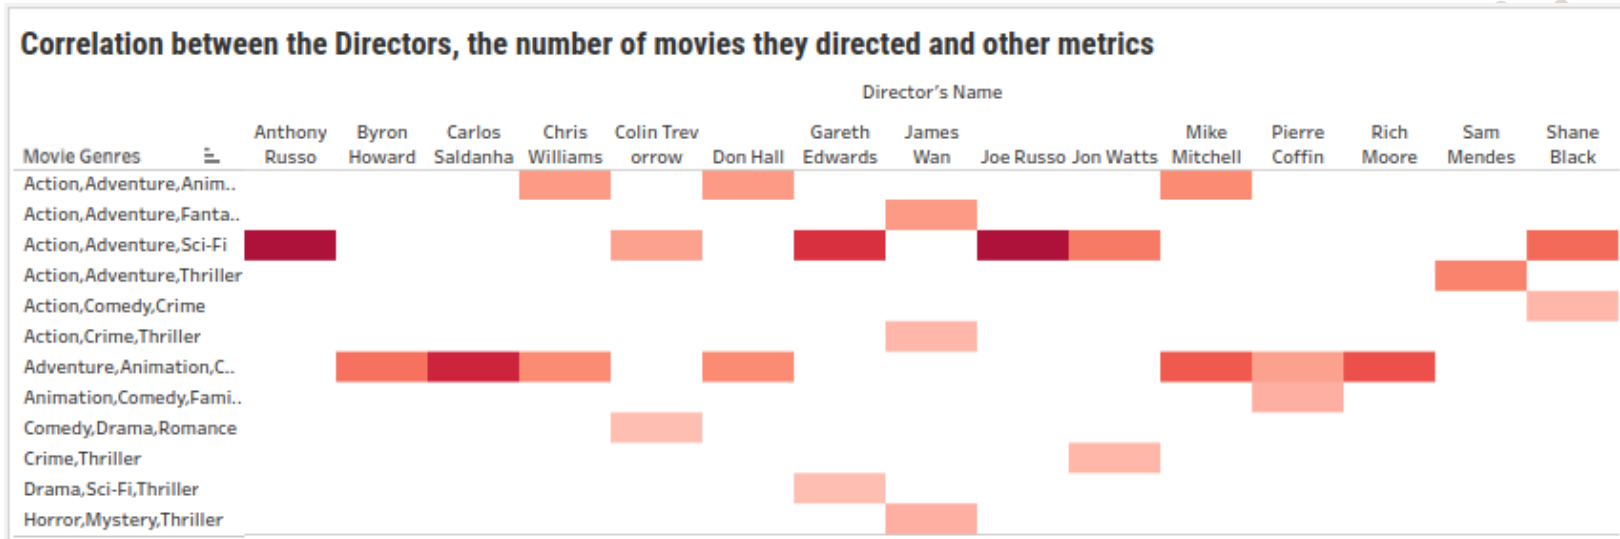 Correlation between the Directors, the number of movies they directed and other metrics
Director's Name
Anthony Byron Carlos Chris Colin Trev Gareth James Mike Pierre Rich Sam Shane
Movie Genres Russo Howard Saldanha Williams orrow Don Hall Edwards Wan Joe Russo Jon Watts Mitchell Coffin Moore Mendes Black
Action,Adventure,Anim..
Action,Adventure,Fanta..
Action,Adventure,Sci-Fi
Action,Adventure,Thriller
Action,Comedy,Crime
Action,Crime,Thriller
Adventure,Animation,C..
Animation,Comedy,Fami..
Comedy,Drama,Romance
Crime,Thriller
Drama,Sci-Fi,Thriller
Horror,Mystery,Thriller